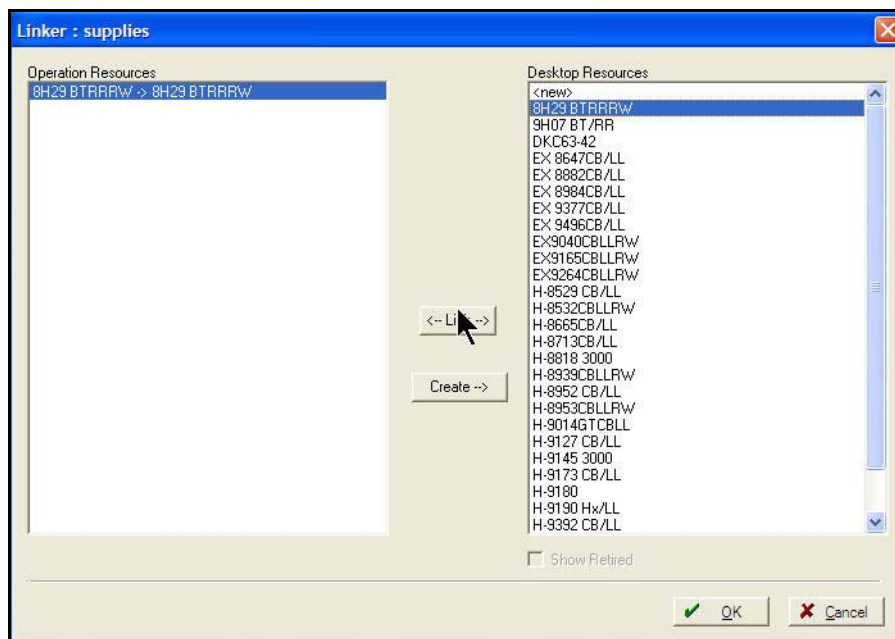 Linker : supplies
Operation Resources
8H29 BTRRRW -> 8H29 BTRRRW
Desktop Resources
<new>
8H29 BTRRRW
9H07 BT/RR
DKC63-42
EX 8647CB/LL
EX 8882CB/LL
EX 8984CB/LL
EX 9377CB/LL
EX 9496CB/LL
EX9040CBLLRW
EX9165CBLLRW
EX9264CBLLRW
H-8529 CB/LL
H-8532CBLLRW
H-8665CB/LL
H-8713CB/LL
H-8818 3000
H-8939CBLLRW
H-8952 CB/LL
H-8953CBLLRW
H-9014GTCBLL
H-9127 CB/LL
H-9145 3000
H-9173 CB/LL
H-9180
H-9190 Hx/LL
H-9392 CB/LL
<-- -->
Create -->
Show Retired
OK
Cancel